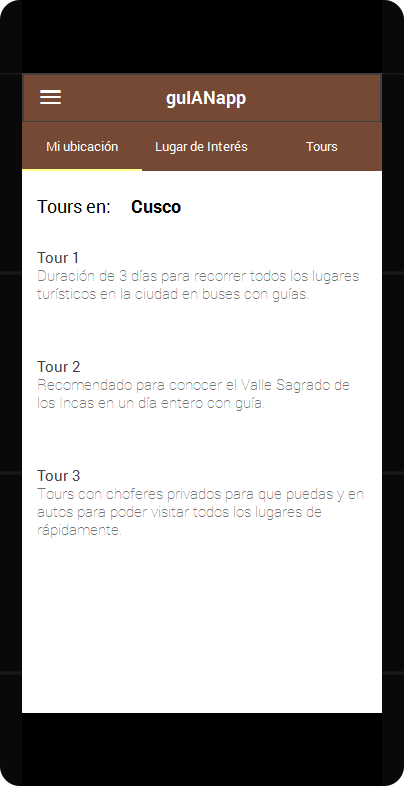 guIANapp
Mi ubicación
Lugar de Interés
Tours
Tours en: Cusco
Tour 1
Duración de 3 días para recorrer todos los lugares
turísticos en la ciudad en buses con guías.
Tour 2
Recomendado para conocer el Valle Sagrado de
los Incas en un día entero con guía.
Tour 3
Tours con choferes privados para que puedas y en
autos para poder visitar todos los lugares de
rápidamente.